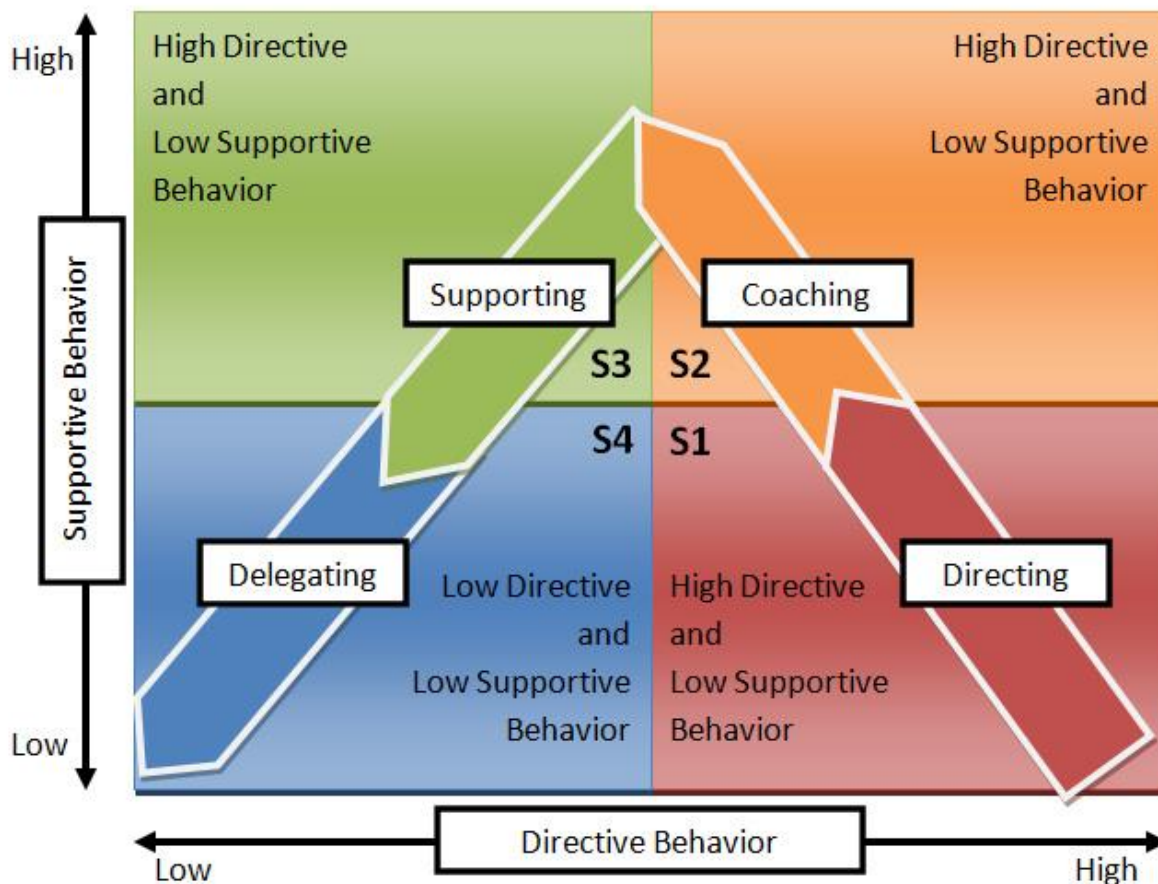 High
High Directive
and
Low Supportive
Behavior
High Directive
and
Low Supportive
Behavior
Supportive Behavior
Supporting
Coaching
S3
S2
S4
S1
Delegating
Directing
Low Directive
and
Low Supportive
Behavior
High Directive
and
Low Supportive
Behavior
Low
Directive Behavior
Low
High